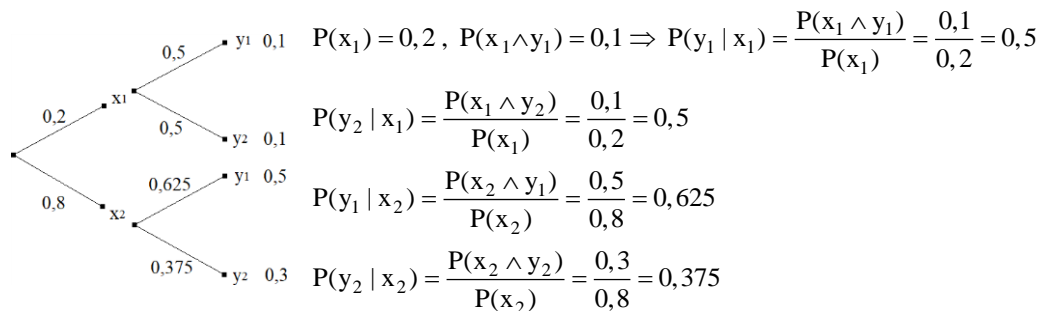 0,2
0,8
x1
x2
0,5
0,5
0,625
0,375
y1 0,1
y2 0,1
y1 0,5
y2 0,3
P(x₁) = 0,2 , P(x₁∧y₁) = 0,1 ⇒ P(y₁ | x₁) = P(x₁ ∧ y₁) / P(x₁) = 0,1 / 0,2 = 0,5
P(y₂ | x₁) = P(x₁ ∧ y₂) / P(x₁) = 0,1 / 0,2 = 0,5
P(y₁ | x₂) = P(x₂ ∧ y₁) / P(x₂) = 0,5 / 0,8 = 0,625
P(y₂ | x₂) = P(x₂ ∧ y₂) / P(x₂) = 0,3 / 0,8 = 0,375